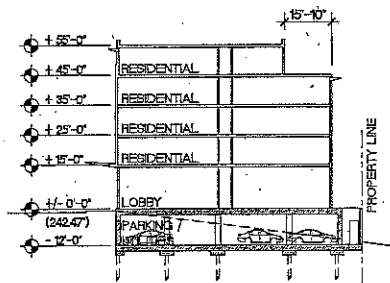 15'-10"
+ 55'-0"
+ 45'-0"
RESIDENTIAL
+ 35'-0"
RESIDENTIAL
+ 25'-0"
RESIDENTIAL
+ 15'-0"
RESIDENTIAL
PROPERTY LINE
+/- 0'-0"
LOBBY
(242.47')
PARKING
- 12'-0"